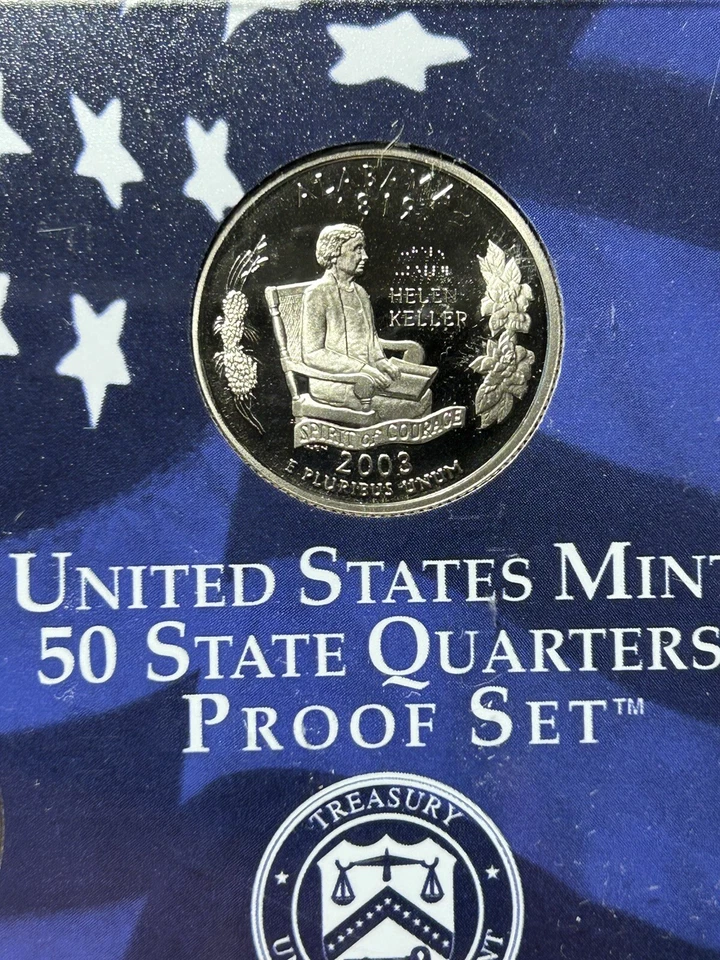 ALABAMA
1819
HELEN
KELLER
SPIRIT of COURAGE
2003
E PLURIBUS UNUM
UNITED STATES MINT
50 STATE QUARTERS
PROOF SET™
TREASURY